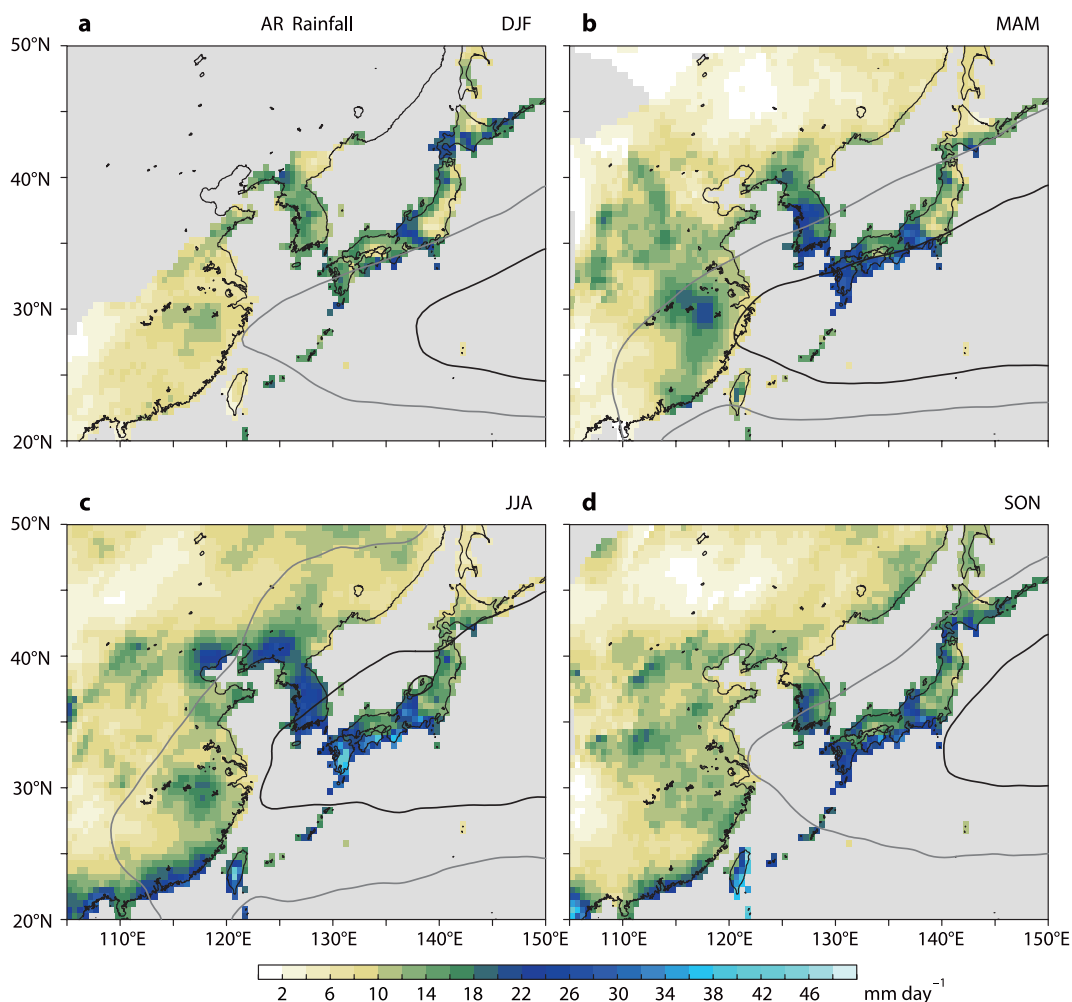 a AR Rainfall DJF b MAM
50°N
40°N
30°N
20°N
c JJA d SON
50°N
40°N
30°N
20°N
110°E 120°E 130°E 140°E 150°E 110°E 120°E 130°E 140°E 150°E
2 6 10 14 18 22 26 30 34 38 42 46 mm day⁻¹